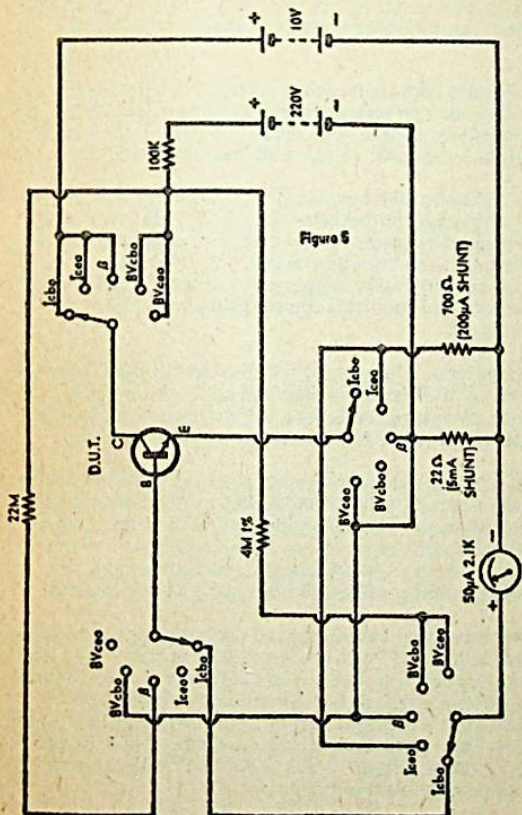 + 10V -
+ 220V -
100K
Figure 5
Icbo
Iceo
β
BVcbo
BVceo
700Ω
(200µA SHUNT)
Icbo
Iceo
β
BVcbo
BVceo
22Ω
(5mA
SHUNT)
D.U.T.
C
E
B
22M
4M 1%
- 50µA 2.1K +
BVceo
BVcbo
β
Iceo
Icbo
BVcbo
BVceo
β
Iceo
Icbo